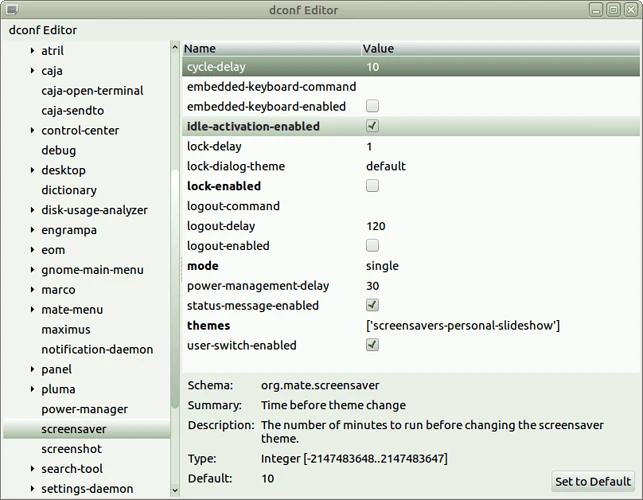 dconf Editor
dconf Editor
atril
caja
caja-open-terminal
caja-sendto
control-center
debug
desktop
dictionary
disk-usage-analyzer
engrampa
eom
gnome-main-menu
marco
mate-menu
maximus
notification-daemon
panel
pluma
power-manager
screensaver
screenshot
search-tool
settings-daemon
Name Value
cycle-delay 10
embedded-keyboard-command
embedded-keyboard-enabled
idle-activation-enabled
lock-delay 1
lock-dialog-theme default
lock-enabled
logout-command
logout-delay 120
logout-enabled
mode single
power-management-delay 30
status-message-enabled
themes ['screensavers-personal-slideshow']
user-switch-enabled
Schema: org.mate.screensaver
Summary: Time before theme change
Description: The number of minutes to run before changing the screensaver
theme.
Type: Integer [-2147483648..2147483647]
Default: 10
Set to Default